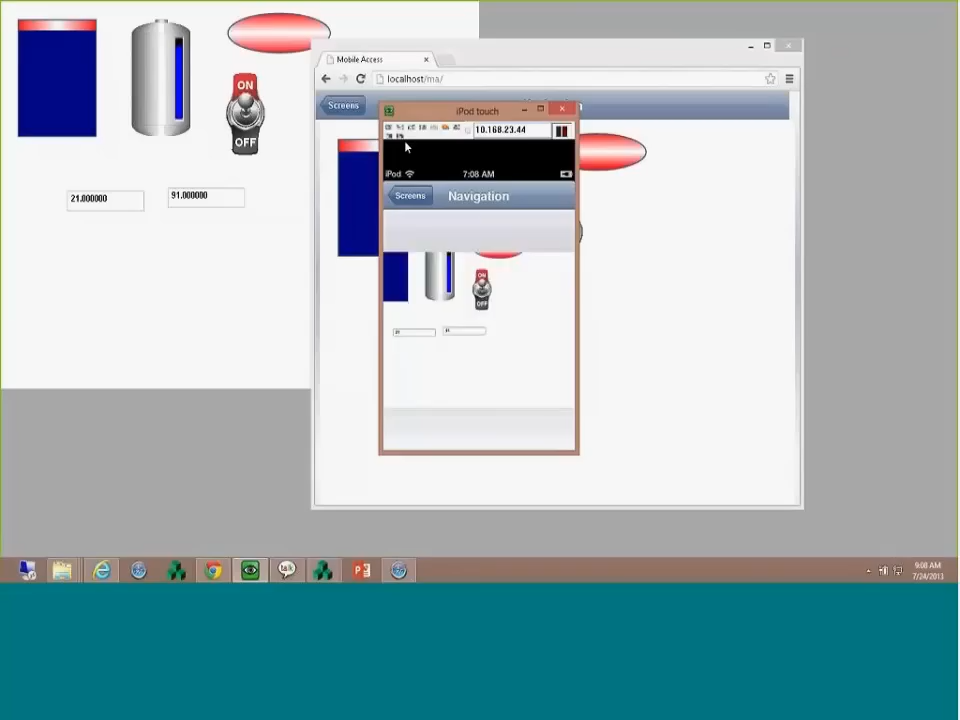 ON
OFF
21.000000
91.000000
Mobile Access
localhost/ma/
Screens
iPod touch
10.168.23.44
iPod
7:08 AM
Screens
Navigation
ON
OFF
talk
P
9:08 AM
7/24/2013